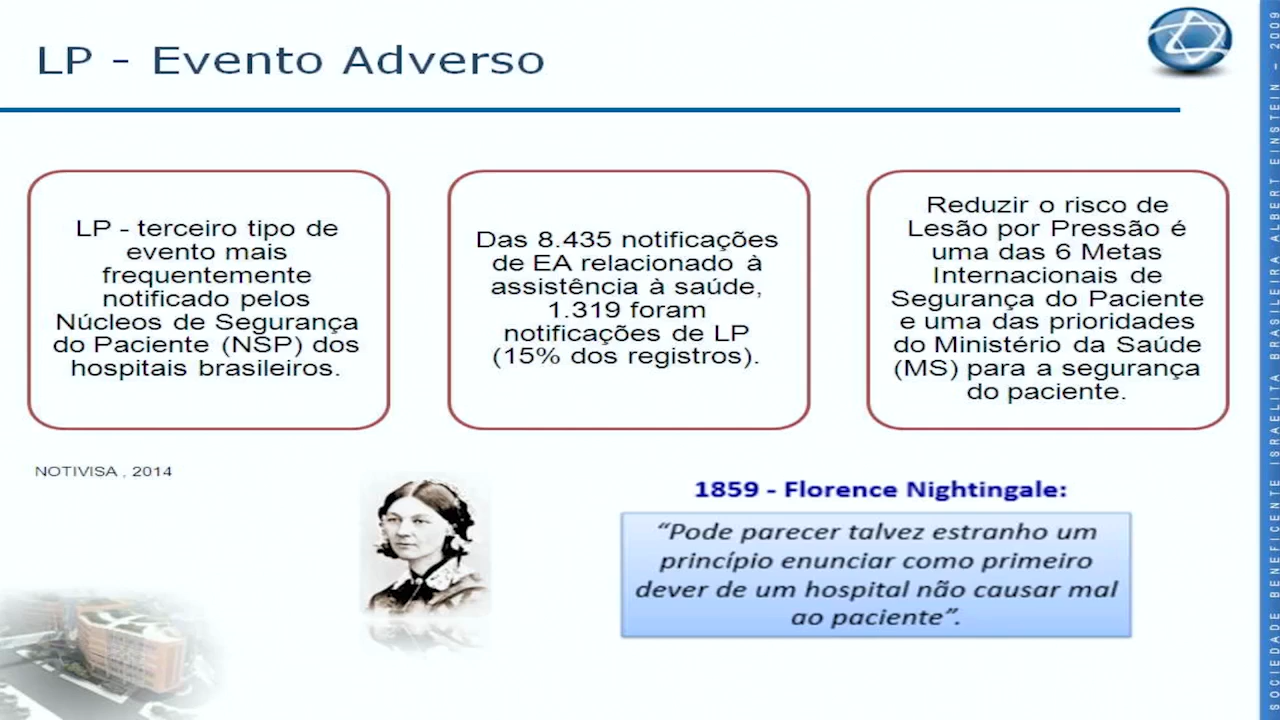 LP - Evento Adverso
LP - terceiro tipo de
evento mais
frequentemente
notificado pelos
Núcleos de Segurança
do Paciente (NSP) dos
hospitais brasileiros.
Das 8.435 notificações
de EA relacionado à
assistência à saúde,
1.319 foram
notificações de LP
(15% dos registros).
Reduzir o risco de
Lesão por Pressão é
uma das 6 Metas
Internacionais de
Segurança do Paciente
e uma das prioridades
do Ministério da Saúde
(MS) para a segurança
do paciente.
NOTIVISA , 2014
1859 - Florence Nightingale:
“Pode parecer talvez estranho um
princípio enunciar como primeiro
dever de um hospital não causar mal
ao paciente”.
SOCIEDADE BENEFICENTE ISRAELITA BRASILEIRA ALBERT EINSTEIN - 2009